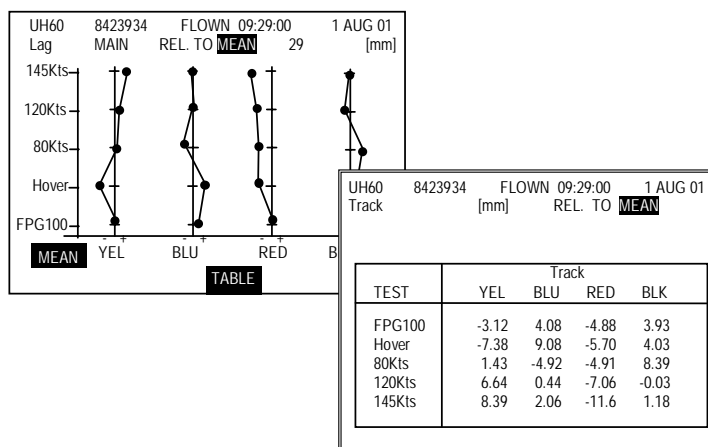 UH60 8423934 FLOWN 09:29:00 1 AUG 01
Lag MAIN REL. TO MEAN 29 [mm]
145Kts
120Kts
80Kts
Hover
FPG100
- + - + - +
MEAN YEL BLU RED B
TABLE
UH60 8423934 FLOWN 09:29:00 1 AUG 01
Track [mm] REL. TO MEAN
Track
TEST YEL BLU RED BLK
FPG100 -3.12 4.08 -4.88 3.93
Hover -7.38 9.08 -5.70 4.03
80Kts 1.43 -4.92 -4.91 8.39
120Kts 6.64 0.44 -7.06 -0.03
145Kts 8.39 2.06 -11.6 1.18